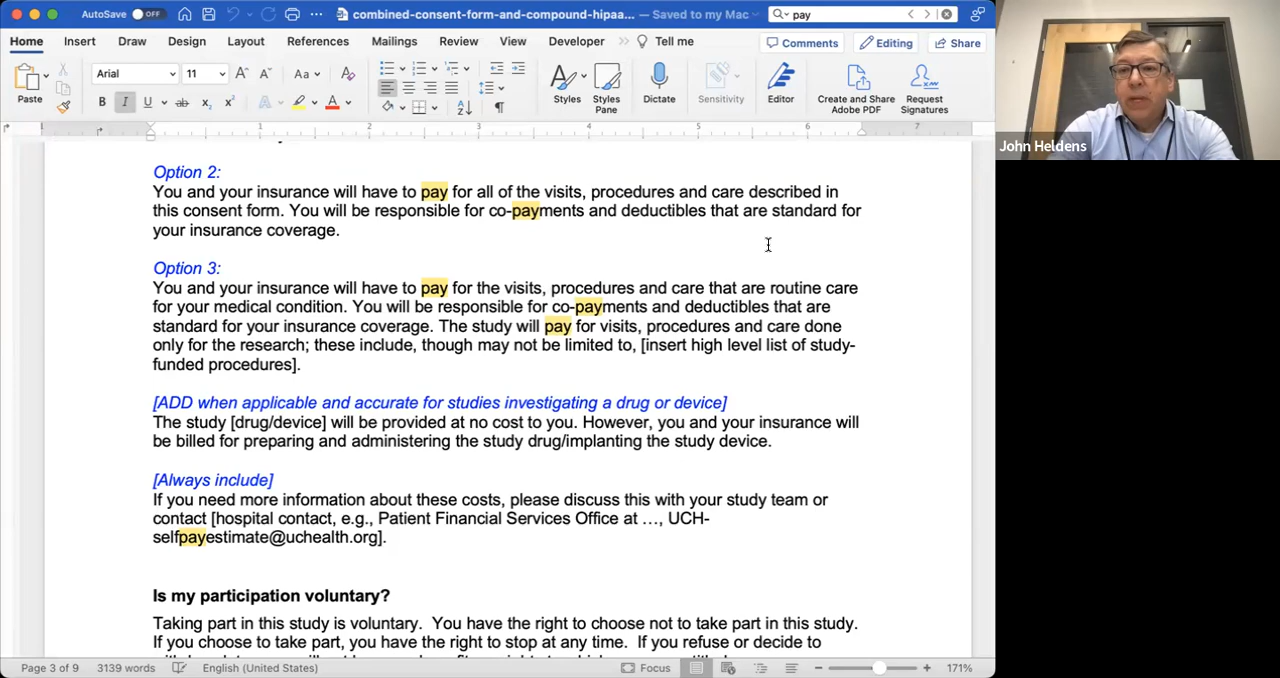 AutoSave OFF combined-consent-form-and-compound-hipaa... — Saved to my Mac pay
Home Insert Draw Design Layout References Mailings Review View Developer Tell me Comments Editing Share
Paste Arial 11 Aa Styles Styles Pane Dictate Sensitivity Editor Create and Share Adobe PDF Request Signatures
John Heldens
1 1 2 3 4 5 6 7
Option 2:
You and your insurance will have to pay for all of the visits, procedures and care described in
this consent form. You will be responsible for co-payments and deductibles that are standard for
your insurance coverage.
Option 3:
You and your insurance will have to pay for the visits, procedures and care that are routine care
for your medical condition. You will be responsible for co-payments and deductibles that are
standard for your insurance coverage. The study will pay for visits, procedures and care done
only for the research; these include, though may not be limited to, [insert high level list of study-
funded procedures].
[ADD when applicable and accurate for studies investigating a drug or device]
The study [drug/device] will be provided at no cost to you. However, you and your insurance will
be billed for preparing and administering the study drug/implanting the study device.
[Always include]
If you need more information about these costs, please discuss this with your study team or
contact [hospital contact, e.g., Patient Financial Services Office at …, UCH-
selfpayestimate@uchealth.org].
Is my participation voluntary?
Taking part in this study is voluntary. You have the right to choose not to take part in this study.
If you choose to take part, you have the right to stop at any time. If you refuse or decide to
Page 3 of 9 3139 words English (United States) Focus 171%